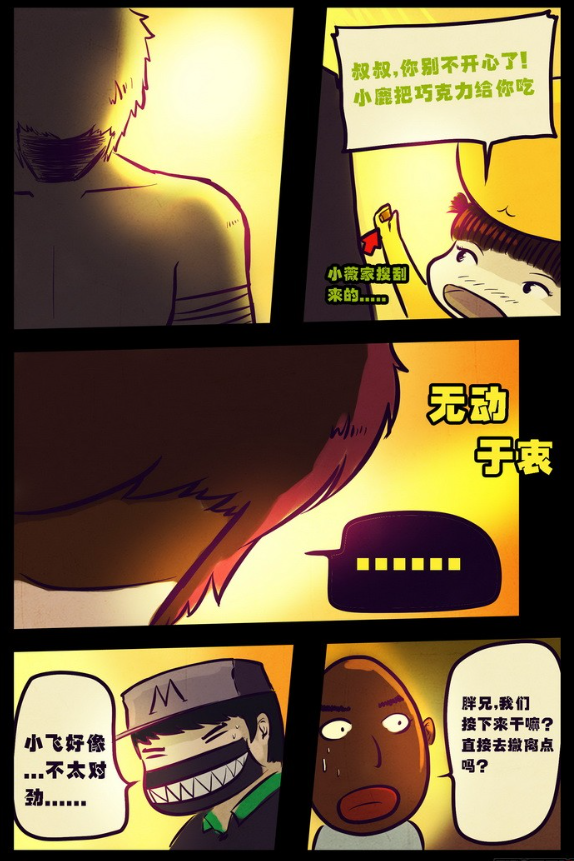 叔叔,你别不开心了!
小鹿把巧克力给你吃
小薇家搜刮
来的.....
无动
于衷
▪▪▪▪▪▪
M
小飞好像
...不太对
劲......
胖兄,我们
接下来干嘛?
直接去撤离点
吗?